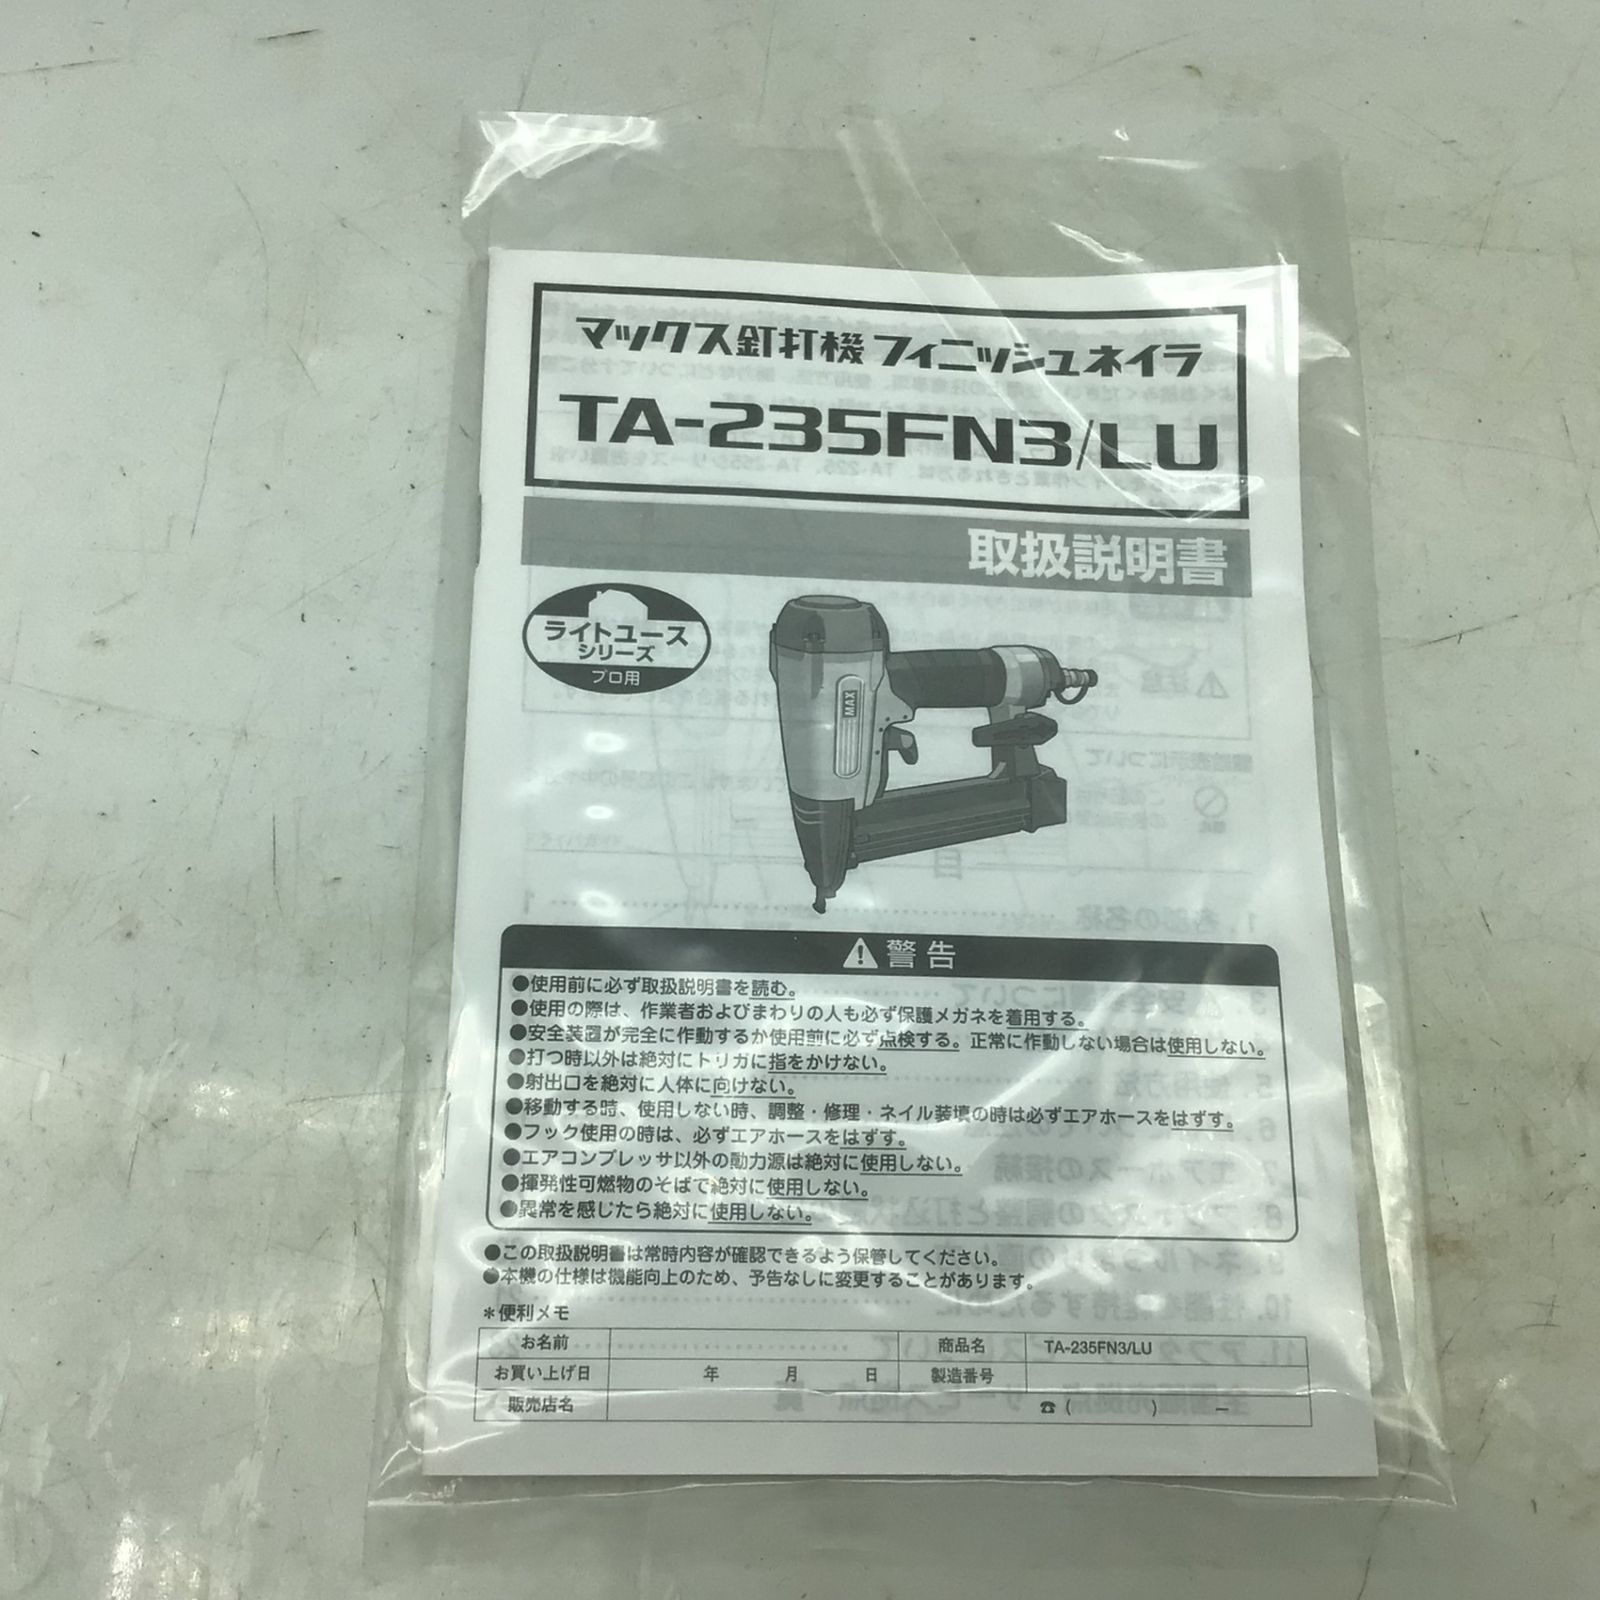 マックス釘打機 フィニッシュネイラ
TA-235FN3/LU
取扱説明書
ライトユース
シリーズ
プロ用
MAX
警告
●使用前に必ず取扱説明書を読む。
●使用の際は、作業者およびまわりの人も必ず保護メガネを着用する。
●安全装置が完全に作動するか使用前に必ず点検する。正常に作動しない場合は使用しない。
●打つ時以外は絶対にトリガに指をかけない。
●射出口を絶対に人体に向けない。
●移動する時、使用しない時、調整・修理・ネイル装填の時は必ずエアホースをはずす。
●フック使用の時は、必ずエアホースをはずす。
●エアコンプレッサ以外の動力源は絶対に使用しない。
●揮発性可燃物のそばで絶対に使用しない。
●異常を感じたら絶対に使用しない。
●この取扱説明書は常時内容が確認できるよう保管してください。
●本機の仕様は機能向上のため、予告なしに変更することがあります。
＊便利メモ
お名前 商品名 TA-235FN3/LU
お買い上げ日 年 月 日 製造番号
販売店名 ☎ ( ) −